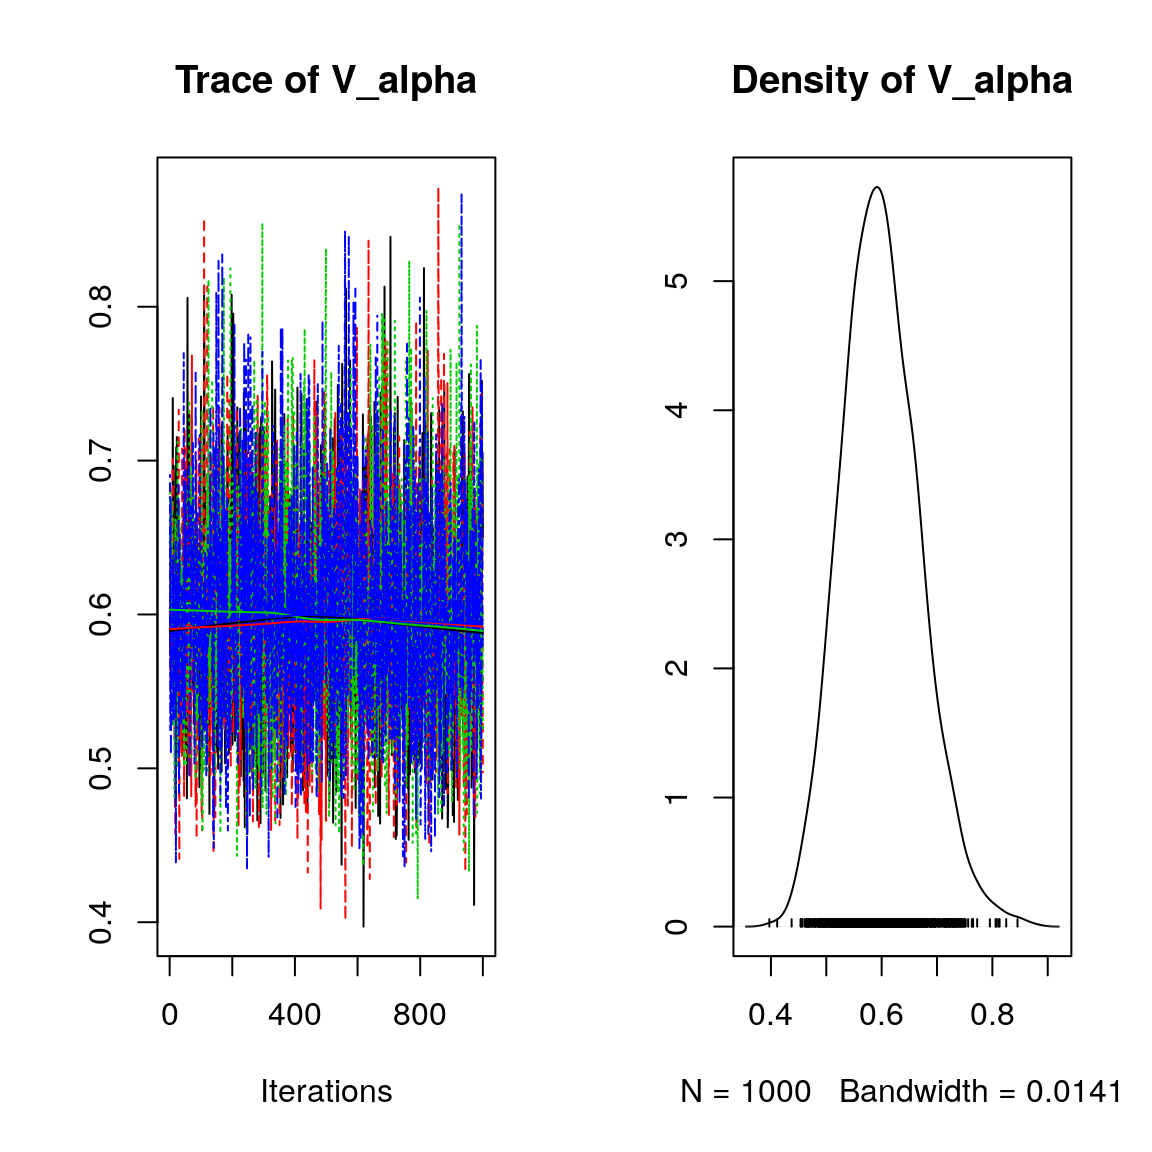 Trace of V_alpha
0.8
0.7
0.6
0.5
0.4
0 400 800
Iterations
Density of V_alpha
5
4
3
2
1
0
0.4 0.6 0.8
N = 1000 Bandwidth = 0.0141